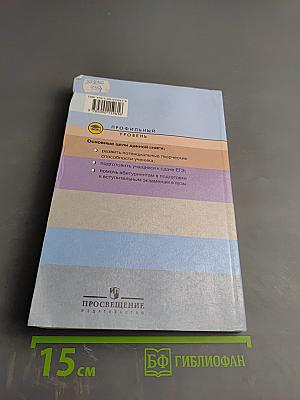 ПРОФИЛЬНЫЙ
УРОВЕНЬ
Основные цели данной книги:
развить потенциальные творческие
способности ученика;
подготовить учащихся к сдаче ЕГЭ;
помочь абитуриентам в подготовке
к вступительным экзаменам в вузы.
ПРОСВЕЩЕНИЕ
ИЗДАТЕЛЬСТВО
15 см
БФ ГИБЛИОФАН